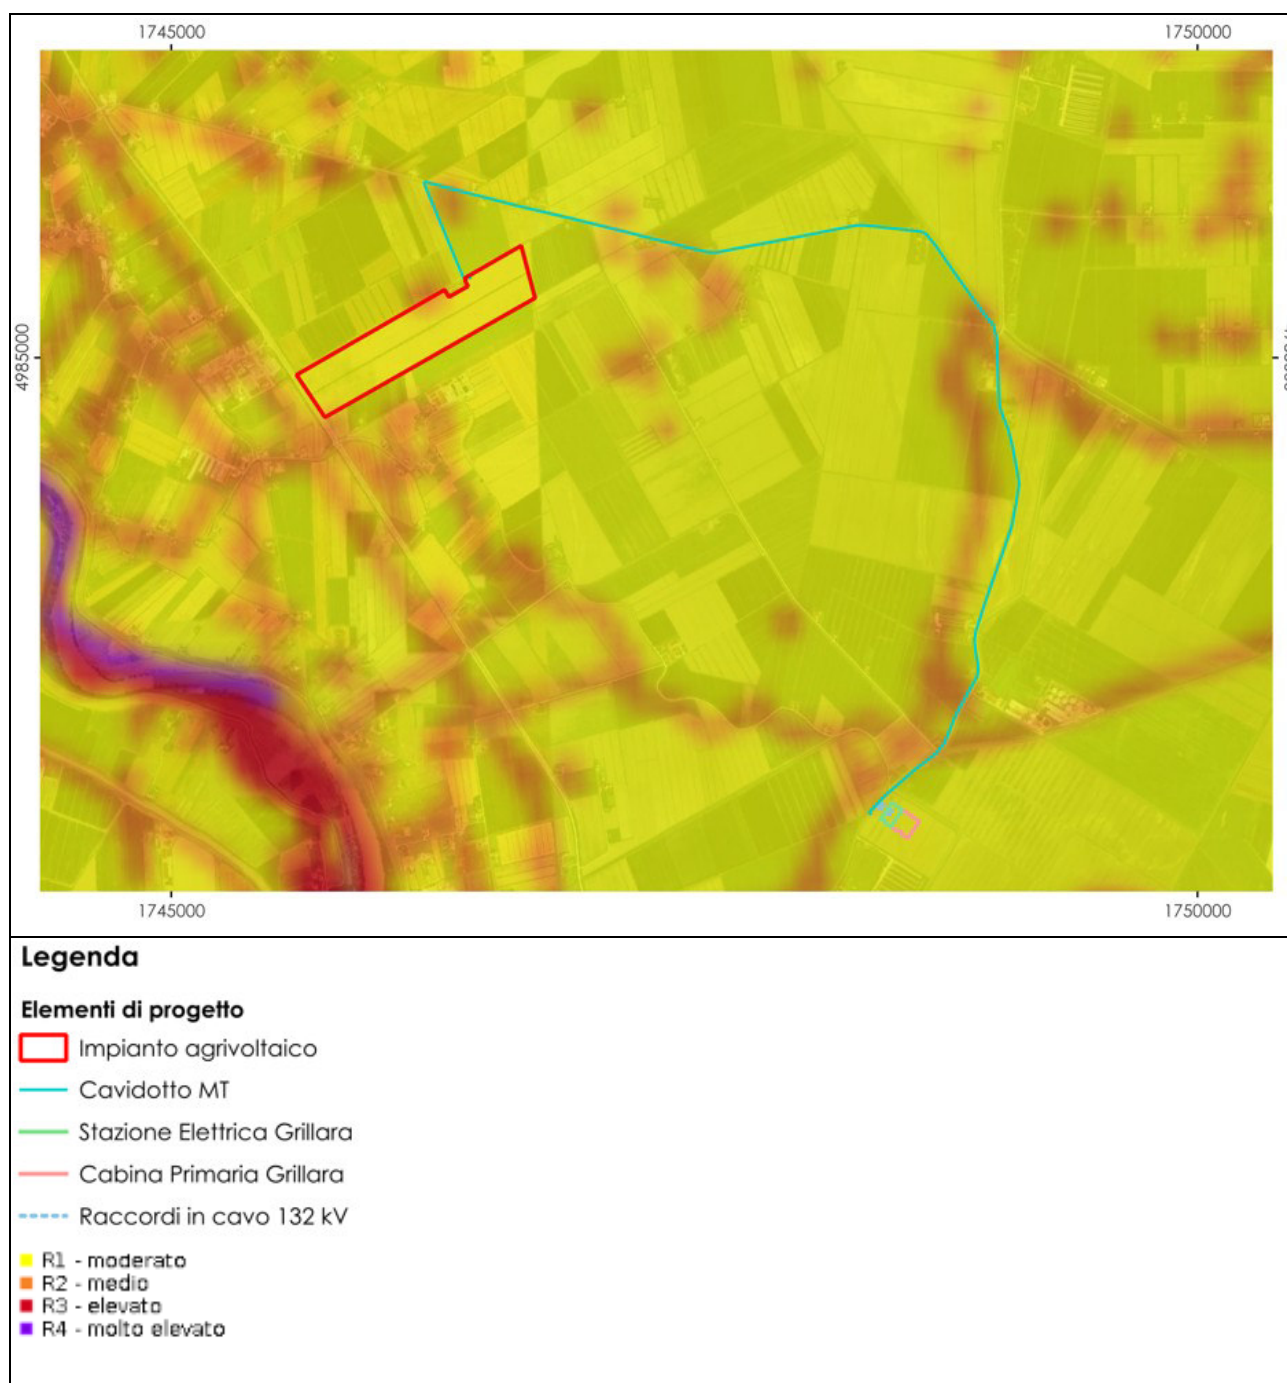 1745000
1750000
4985000
1745000
1750000
Legenda
Elementi di progetto
Impianto agrivoltaico
Cavidotto MT
Stazione Elettrica Grillara
Cabina Primaria Grillara
Raccordi in cavo 132 kV
R1 - moderato
R2 - medio
R3 - elevato
R4 - molto elevato